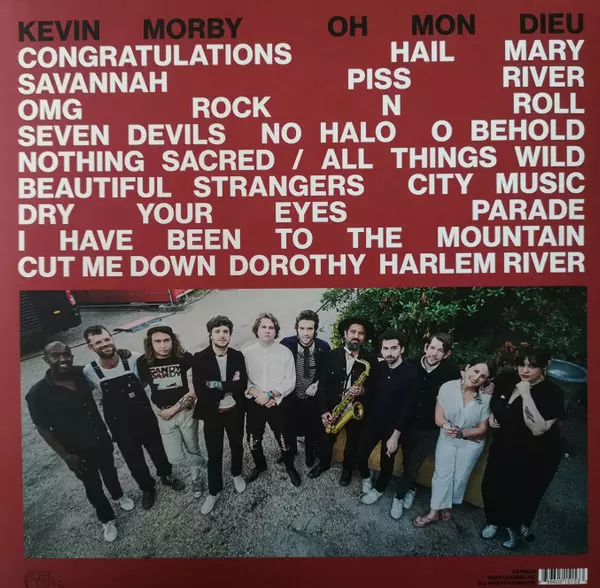 KEVIN MORBY OH MON DIEU
CONGRATULATIONS HAIL MARY
SAVANNAH PISS RIVER
OMG ROCK N ROLL
SEVEN DEVILS NO HALO O BEHOLD
NOTHING SACRED / ALL THINGS WILD
BEAUTIFUL STRANGERS CITY MUSIC
DRY YOUR EYES PARADE
I HAVE BEEN TO THE MOUNTAIN
CUT ME DOWN DOROTHY HARLEM RIVER